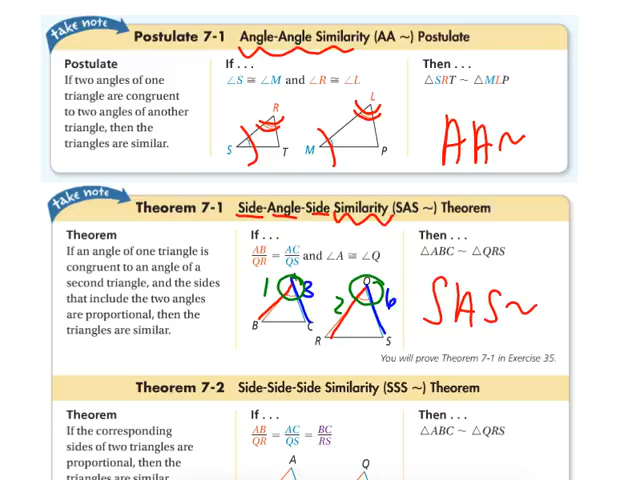 take note
Postulate 7-1 Angle-Angle Similarity (AA ~) Postulate
Postulate
If two angles of one
triangle are congruent
to two angles of another
triangle, then the
triangles are similar.
If . . .
∠S ≅ ∠M and ∠R ≅ ∠L
R
S
T
L
M
P
Then . . .
△SRT ~ △MLP
AA~
take note
Theorem 7-1 Side-Angle-Side Similarity (SAS ~) Theorem
Theorem
If an angle of one triangle is
congruent to an angle of a
second triangle, and the sides
that include the two angles
are proportional, then the
triangles are similar.
If . . .
AB/QR = AC/QS and ∠A ≅ ∠Q
1
3
B
C
Q
2
6
R
S
Then . . .
△ABC ~ △QRS
SAS~
You will prove Theorem 7-1 in Exercise 35.
Theorem 7-2 Side-Side-Side Similarity (SSS ~) Theorem
Theorem
If the corresponding
sides of two triangles are
proportional, then the
triangles are similar.
If . . .
AB/QR = AC/QS = BC/RS
A
Q
Then . . .
△ABC ~ △QRS